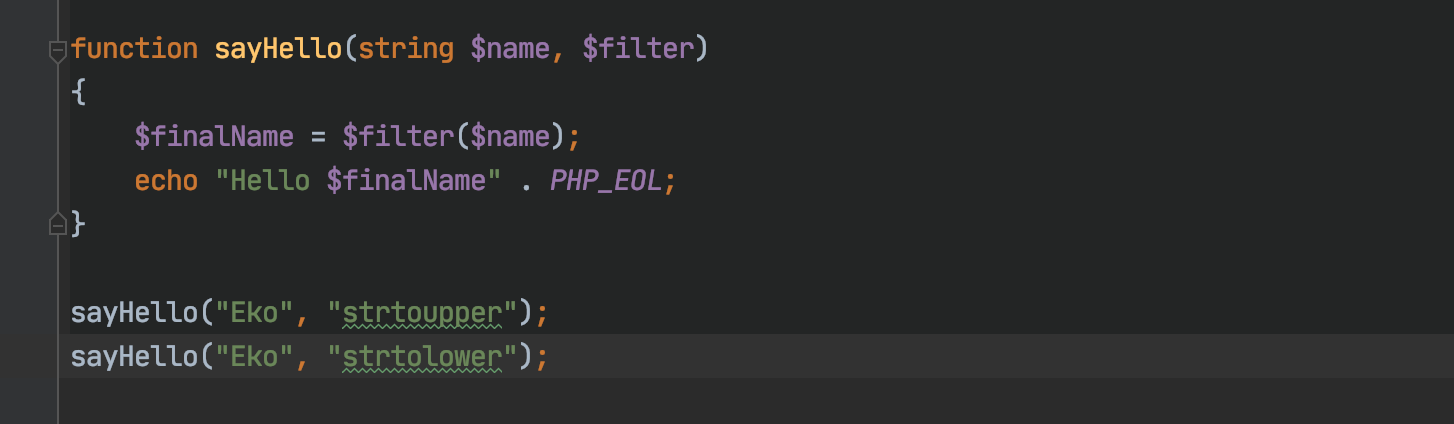 function sayHello(string $name, $filter)
{
    $finalName = $filter($name);
    echo "Hello $finalName" . PHP_EOL;
}
sayHello("Eko", "strtoupper");
sayHello("Eko", "strtolower");